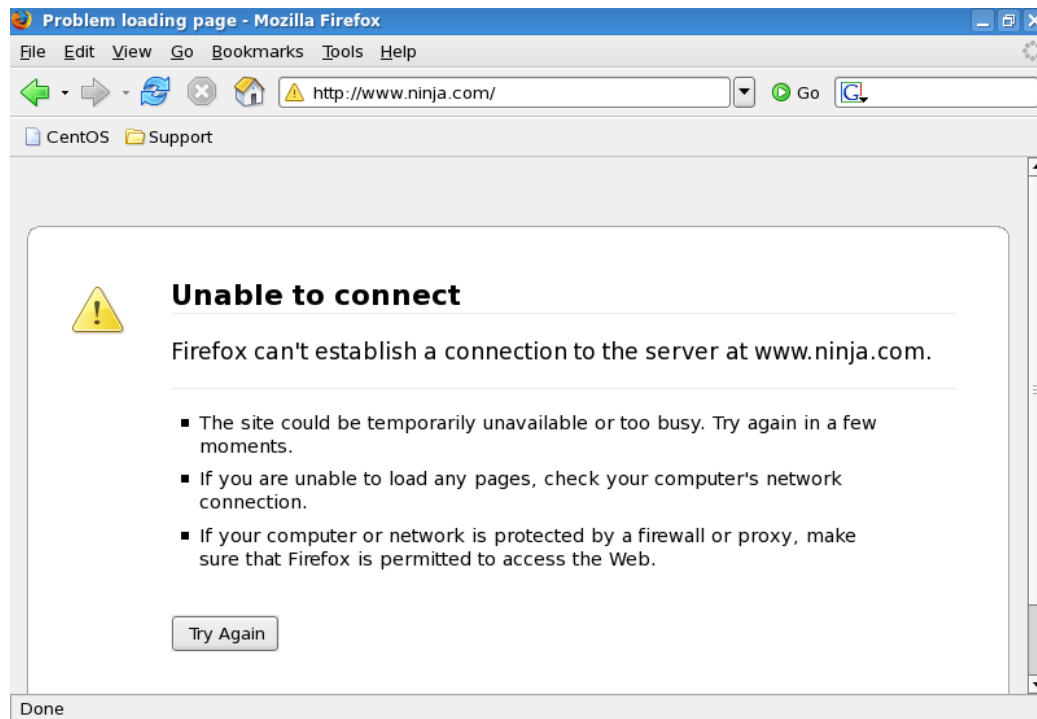 Problem loading page - Mozilla Firefox
File Edit View Go Bookmarks Tools Help
http://www.ninja.com/ Go G
CentOS Support
Unable to connect
Firefox can't establish a connection to the server at www.ninja.com.
The site could be temporarily unavailable or too busy. Try again in a few
moments.
If you are unable to load any pages, check your computer's network
connection.
If your computer or network is protected by a firewall or proxy, make
sure that Firefox is permitted to access the Web.
Try Again
Done